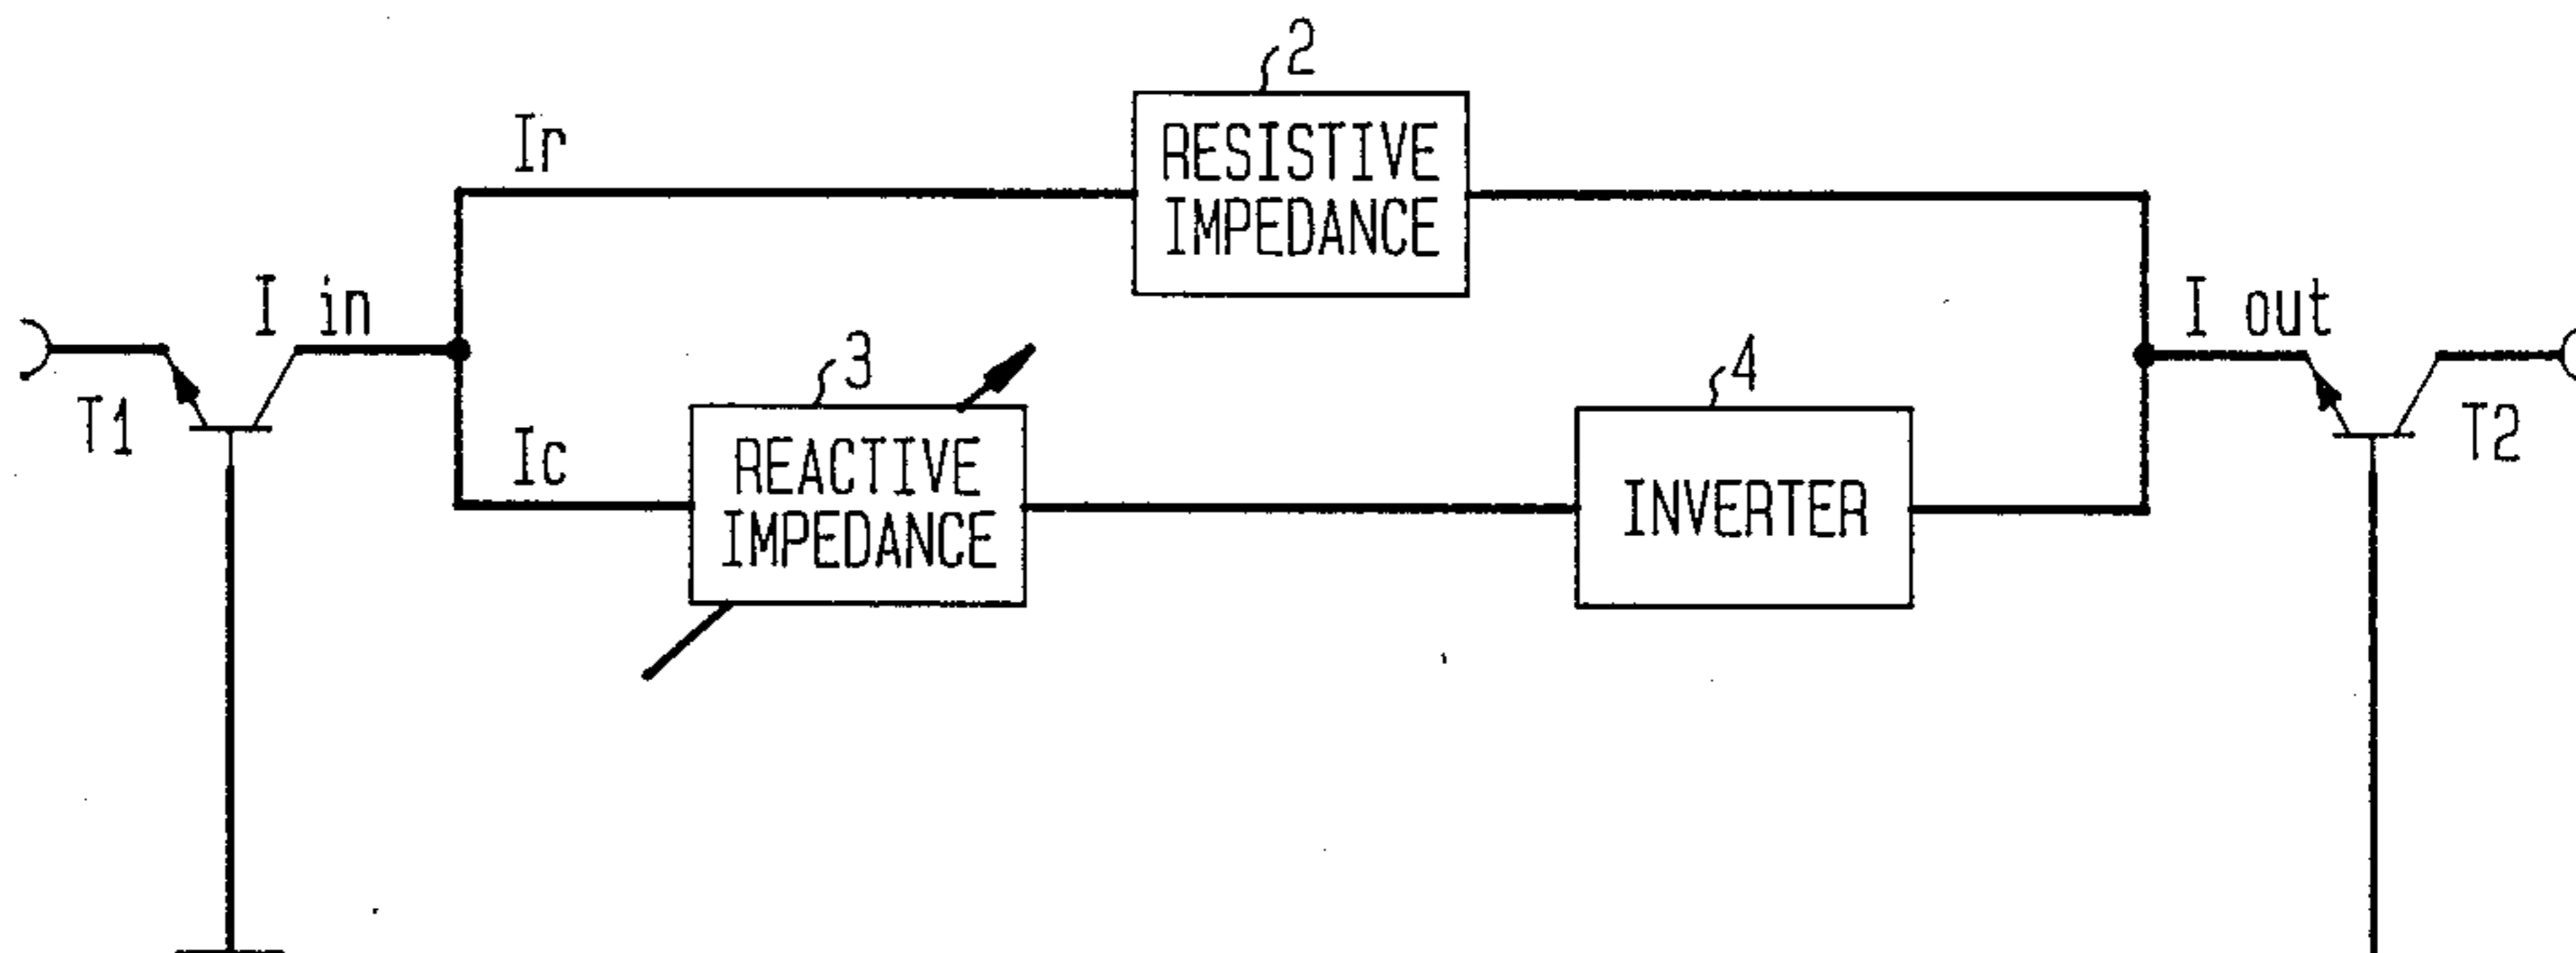 2
RESISTIVE
IMPEDANCE
Ir
I in
I out
3
4
T1
T2
Ic
REACTIVE
IMPEDANCE
INVERTER